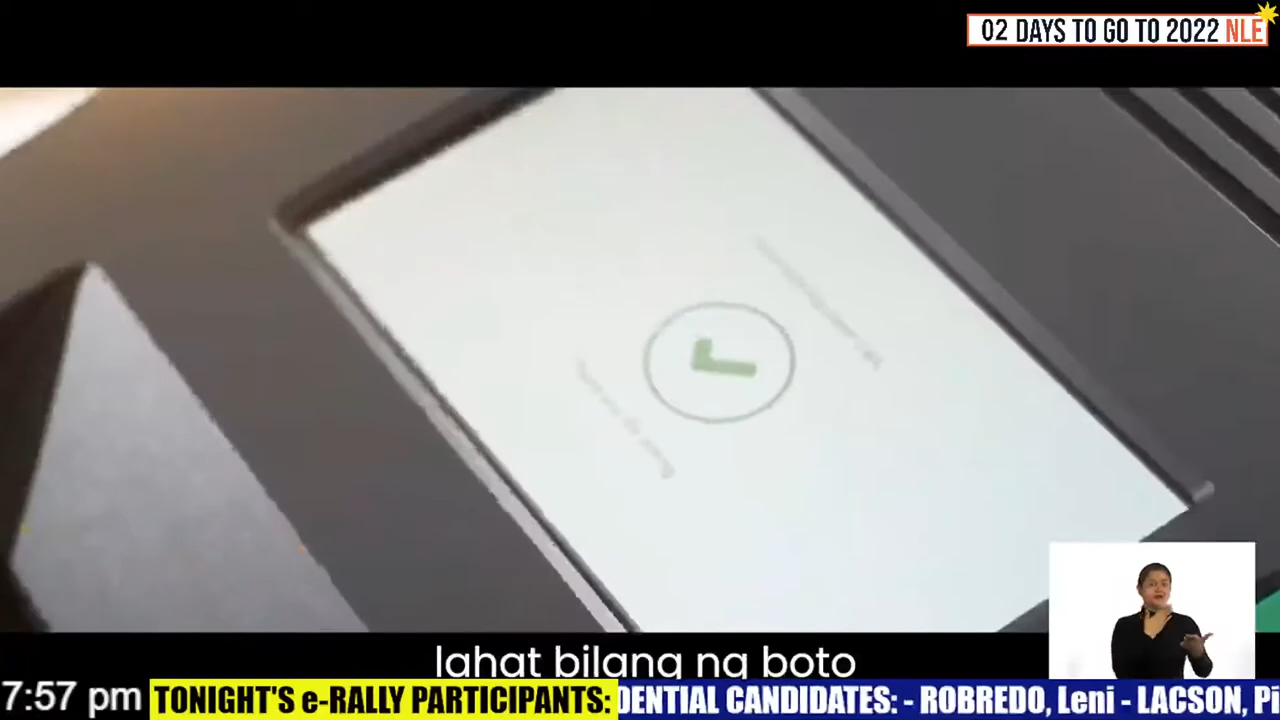 02 DAYS TO GO TO 2022 NLE
lahat bilang ng boto
7:57 pm
TONIGHT'S e-RALLY PARTICIPANTS:
DENTIAL CANDIDATES: - ROBREDO, Leni - LACSON, Pi